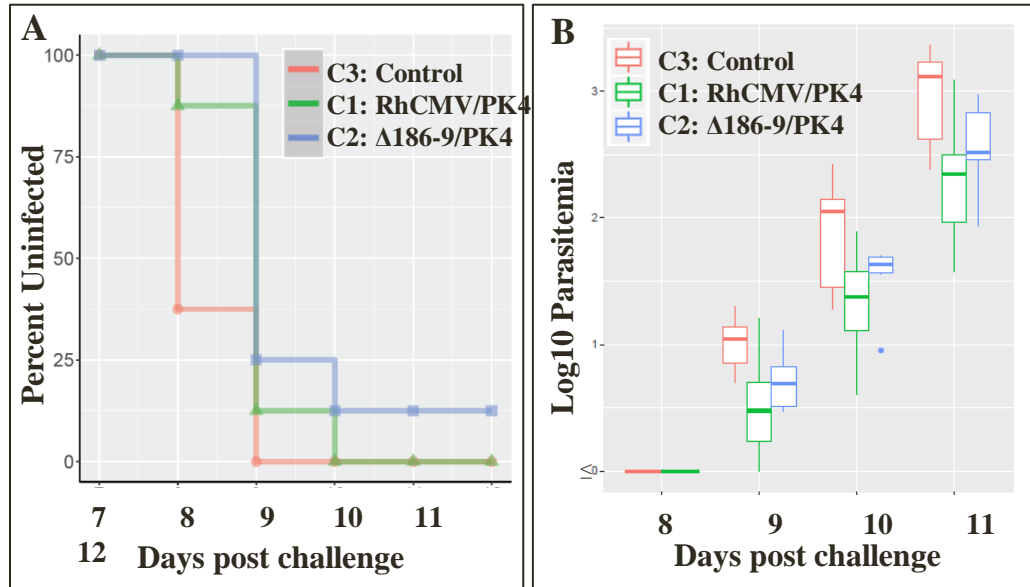 A
100
75
50
25
0
Percent Uninfected
C3: Control
C1: RhCMV/PK4
C2: Δ186-9/PK4
7 8 9 10 11
12
Days post challenge
B
3
2
1
0
Log10 Parasitemia
C3: Control
C1: RhCMV/PK4
C2: Δ186-9/PK4
8 9 10 11
Days post challenge